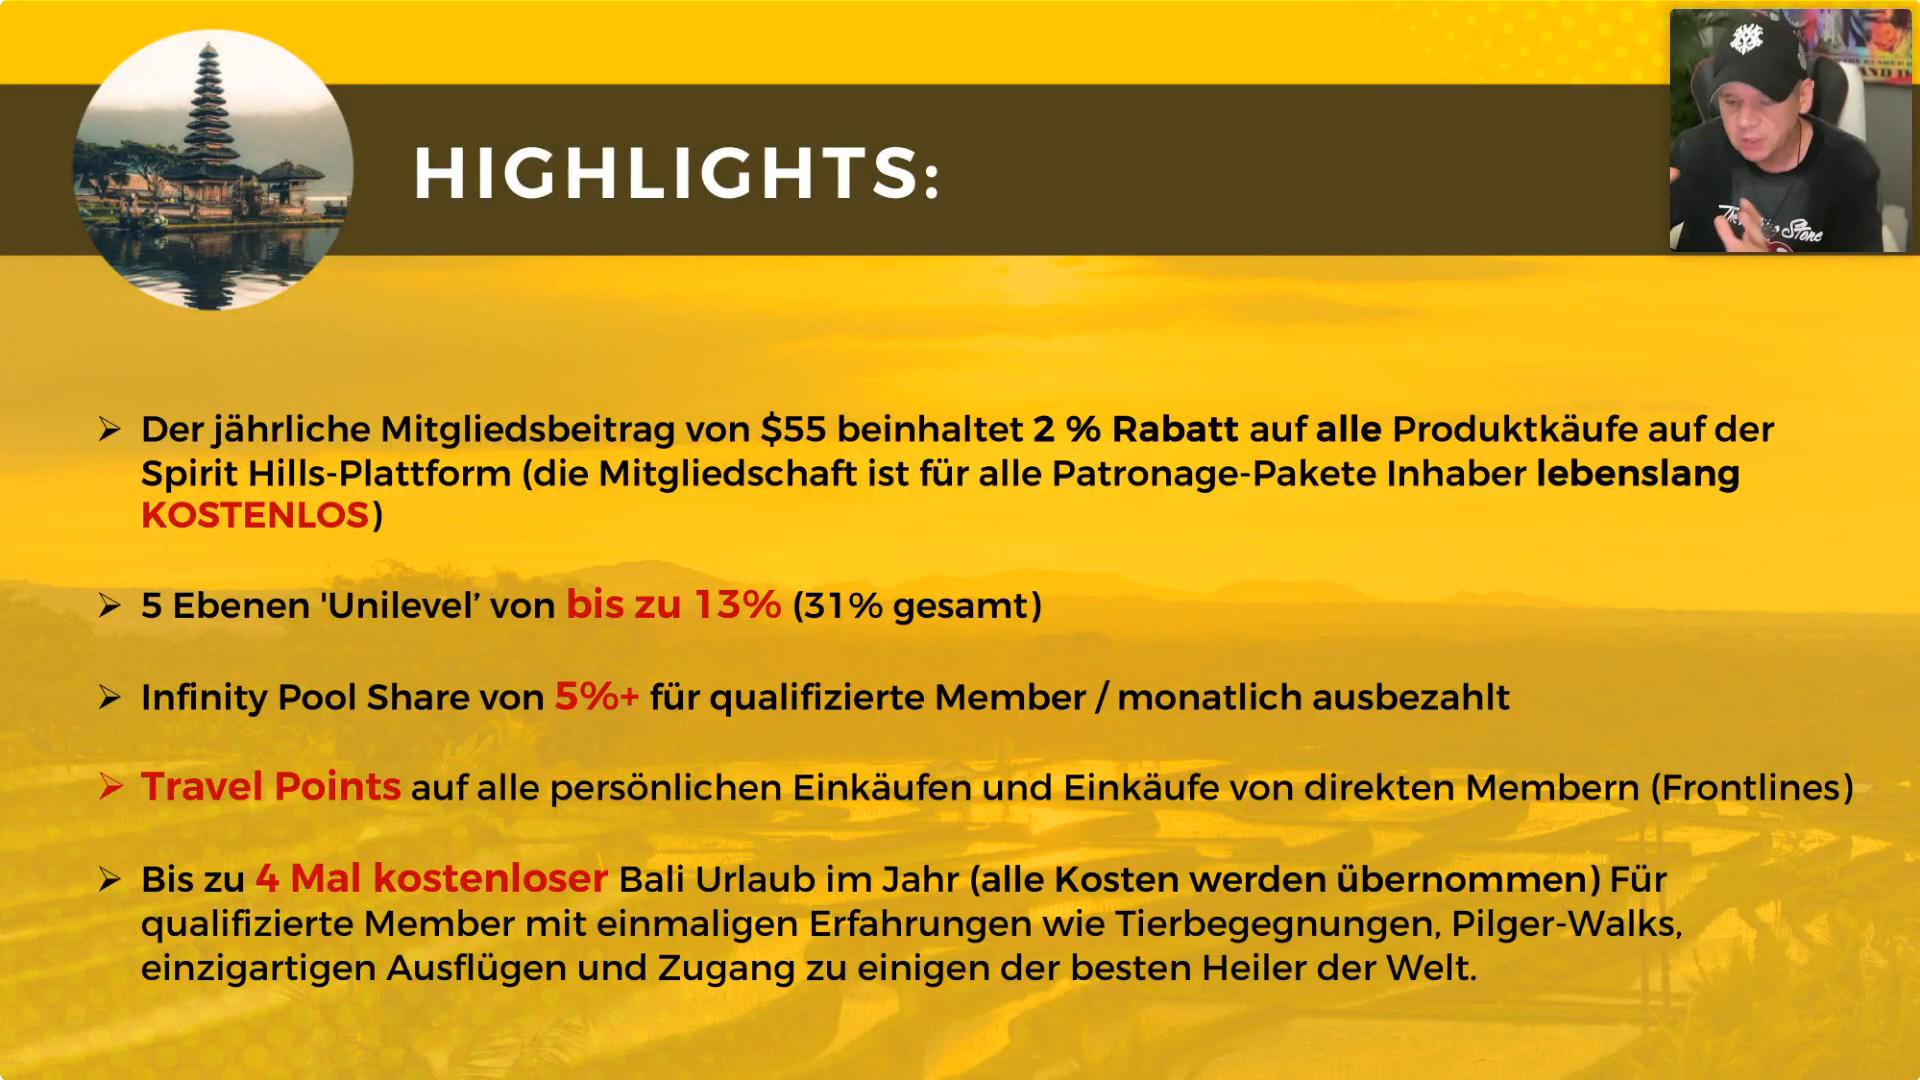 HIGHLIGHTS:
AND D
The
Stone
➢ Der jährliche Mitgliedsbeitrag von $55 beinhaltet 2 % Rabatt auf alle Produktkäufe auf der
Spirit Hills-Plattform (die Mitgliedschaft ist für alle Patronage-Pakete Inhaber lebenslang
KOSTENLOS)
➢ 5 Ebenen 'Unilevel’ von bis zu 13% (31% gesamt)
➢ Infinity Pool Share von 5%+ für qualifizierte Member / monatlich ausbezahlt
➢ Travel Points auf alle persönlichen Einkäufen und Einkäufe von direkten Membern (Frontlines)
➢ Bis zu 4 Mal kostenloser Bali Urlaub im Jahr (alle Kosten werden übernommen) Für
qualifizierte Member mit einmaligen Erfahrungen wie Tierbegegnungen, Pilger-Walks,
einzigartigen Ausflügen und Zugang zu einigen der besten Heiler der Welt.